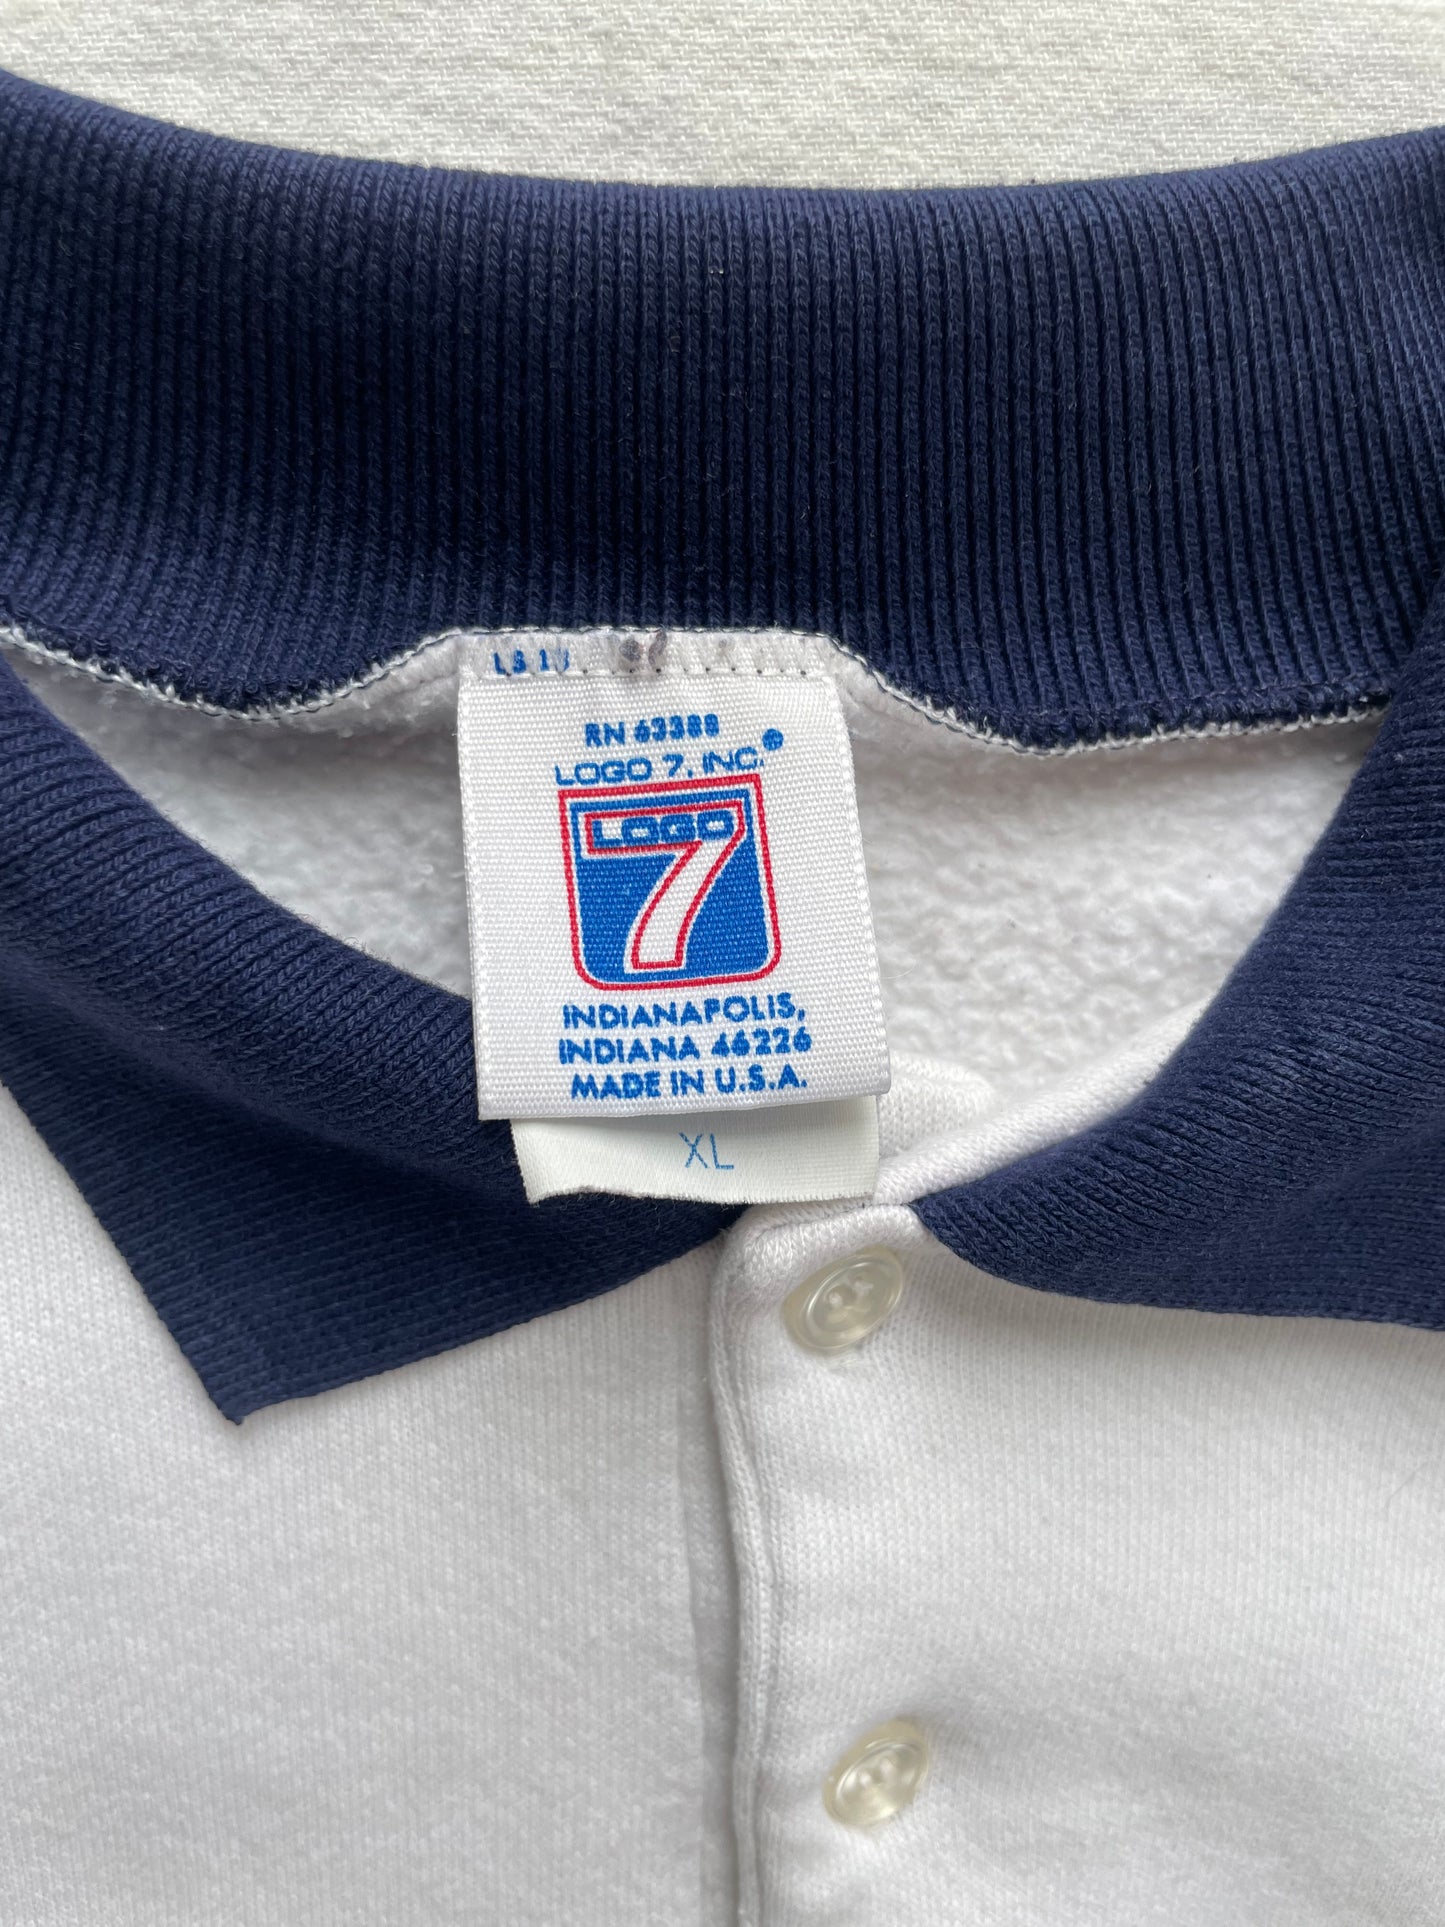 RN 63388
LOGO 7, INC.®
LOGO
7
INDIANAPOLIS,
INDIANA 46226
MADE IN U.S.A.
XL